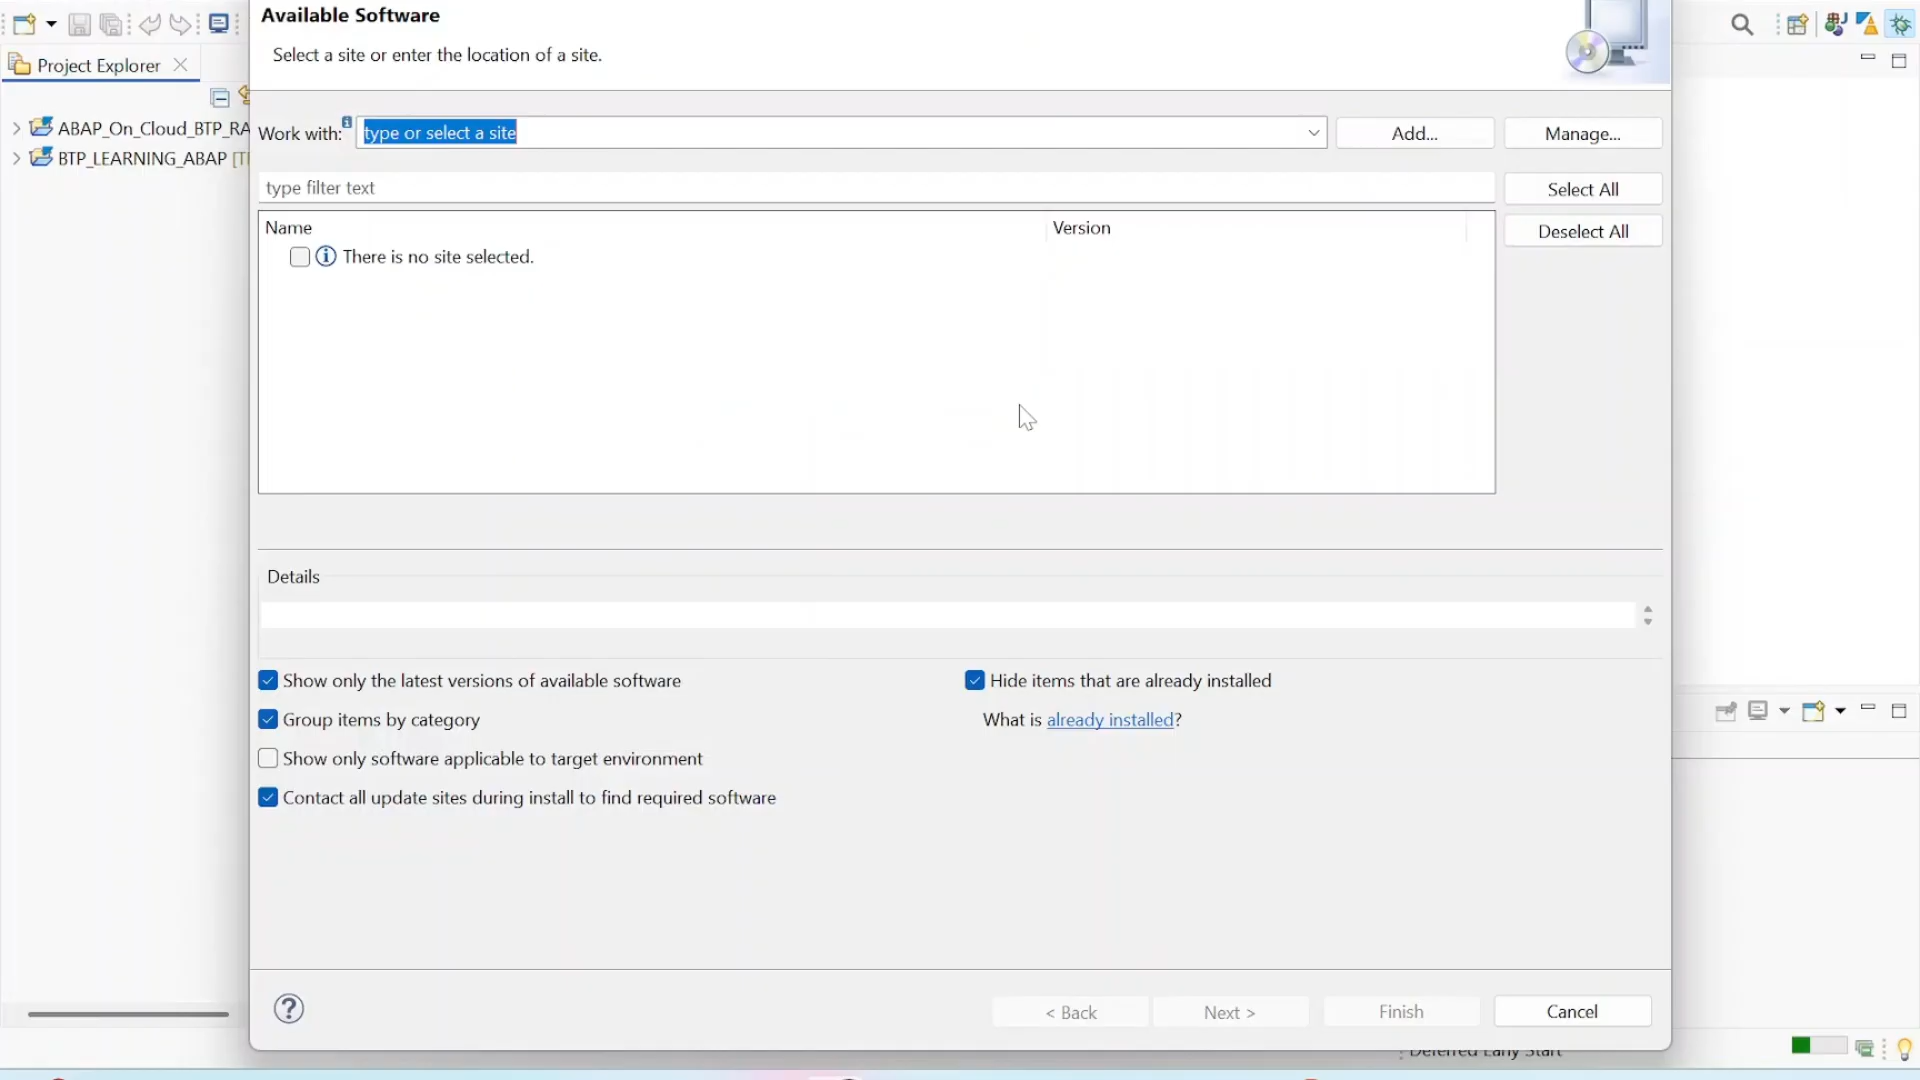 Available Software
Select a site or enter the location of a site.
Project Explorer
ABAP_On_Cloud_BTP_RA
BTP_LEARNING_ABAP
Work with:
type or select a site
Add...
Manage...
type filter text
Select All
Deselect All
Name
Version
There is no site selected.
Details
Show only the latest versions of available software
Hide items that are already installed
Group items by category
What is already installed?
Show only software applicable to target environment
Contact all update sites during install to find required software
?
< Back
Next >
Finish
Cancel
Deferred Early Start